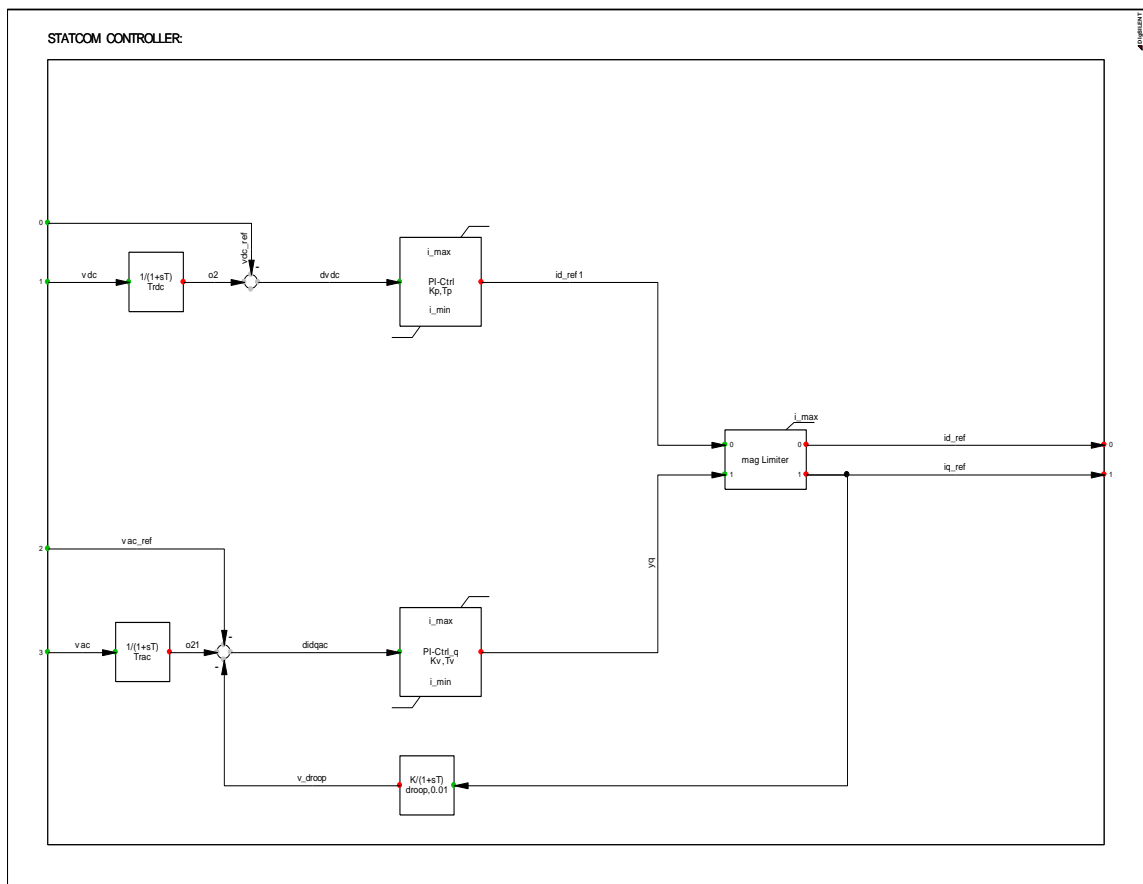 DIgSILENT
STATCOM CONTROLLER:
0
vdc_ref
-
1
vdc
1/(1+sT)
Trdc
o2
dvdc
i_max
PI-Ctrl
Kp,Tp
i_min
id_ref1
i_max
0
0
id_ref
0
mag Limiter
1
1
iq_ref
1
2
vac_ref
-
yq
3
vac
1/(1+sT)
Trac
o21
-
didqac
i_max
PI-Ctrl_q
Kv,Tv
i_min
v_droop
K/(1+sT)
droop,0.01